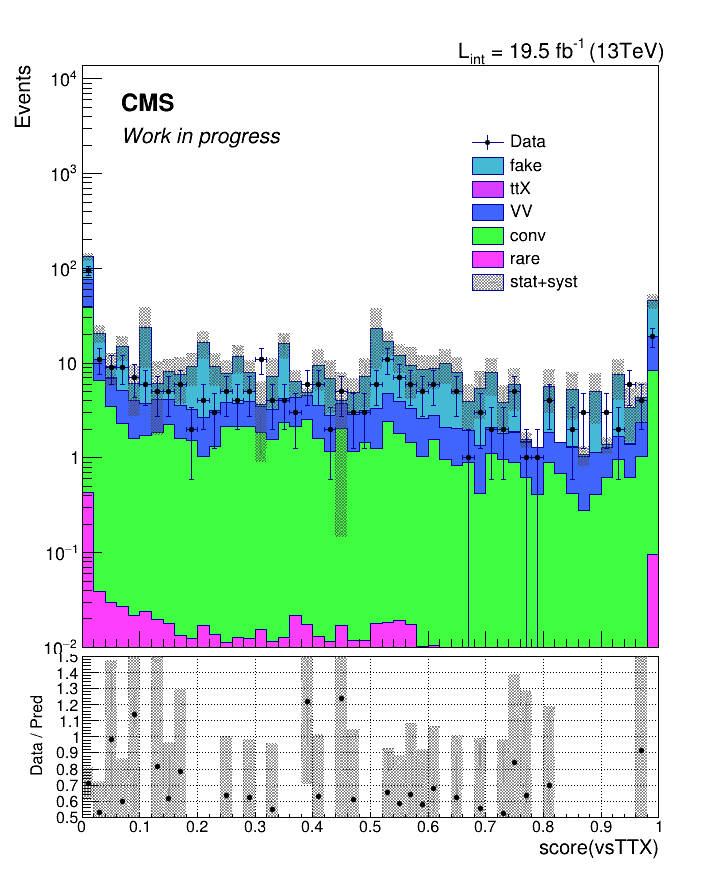 L_int = 19.5 fb^-1 (13TeV)
Events
CMS
Work in progress
Data
fake
ttX
VV
conv
rare
stat+syst
10^4
10^3
10^2
10
1
10^-1
10^-2
Data / Pred
1.5
1.4
1.3
1.2
1.1
1
0.9
0.8
0.7
0.6
0.5
0 0.1 0.2 0.3 0.4 0.5 0.6 0.7 0.8 0.9 1
score(vsTTX)